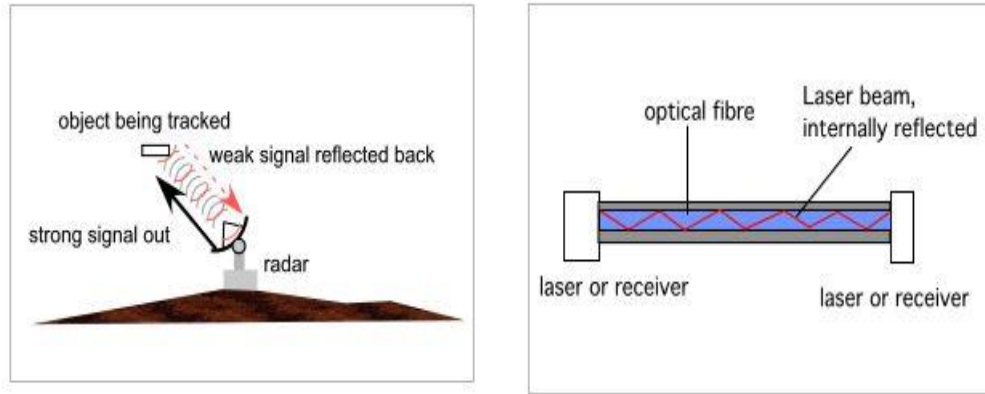 object being tracked
weak signal reflected back
strong signal out
radar
optical fibre
Laser beam,
internally reflected
laser or receiver
laser or receiver